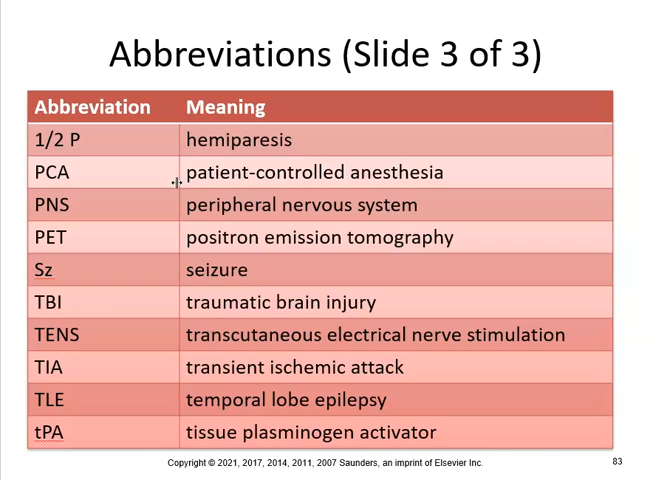 Abbreviations (Slide 3 of 3)
Abbreviation Meaning
1/2 P hemiparesis
PCA patient-controlled anesthesia
PNS peripheral nervous system
PET positron emission tomography
Sz seizure
TBI traumatic brain injury
TENS transcutaneous electrical nerve stimulation
TIA transient ischemic attack
TLE temporal lobe epilepsy
tPA tissue plasminogen activator
Copyright © 2021, 2017, 2014, 2011, 2007 Saunders, an imprint of Elsevier Inc. 83